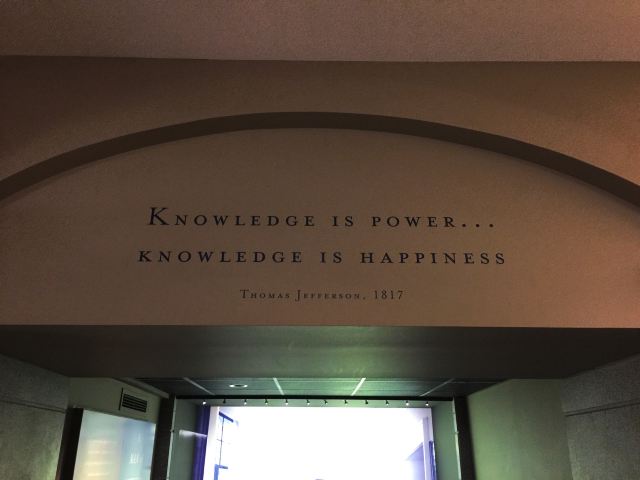 Knowledge is power...
knowledge is happiness
Thomas Jefferson, 1817